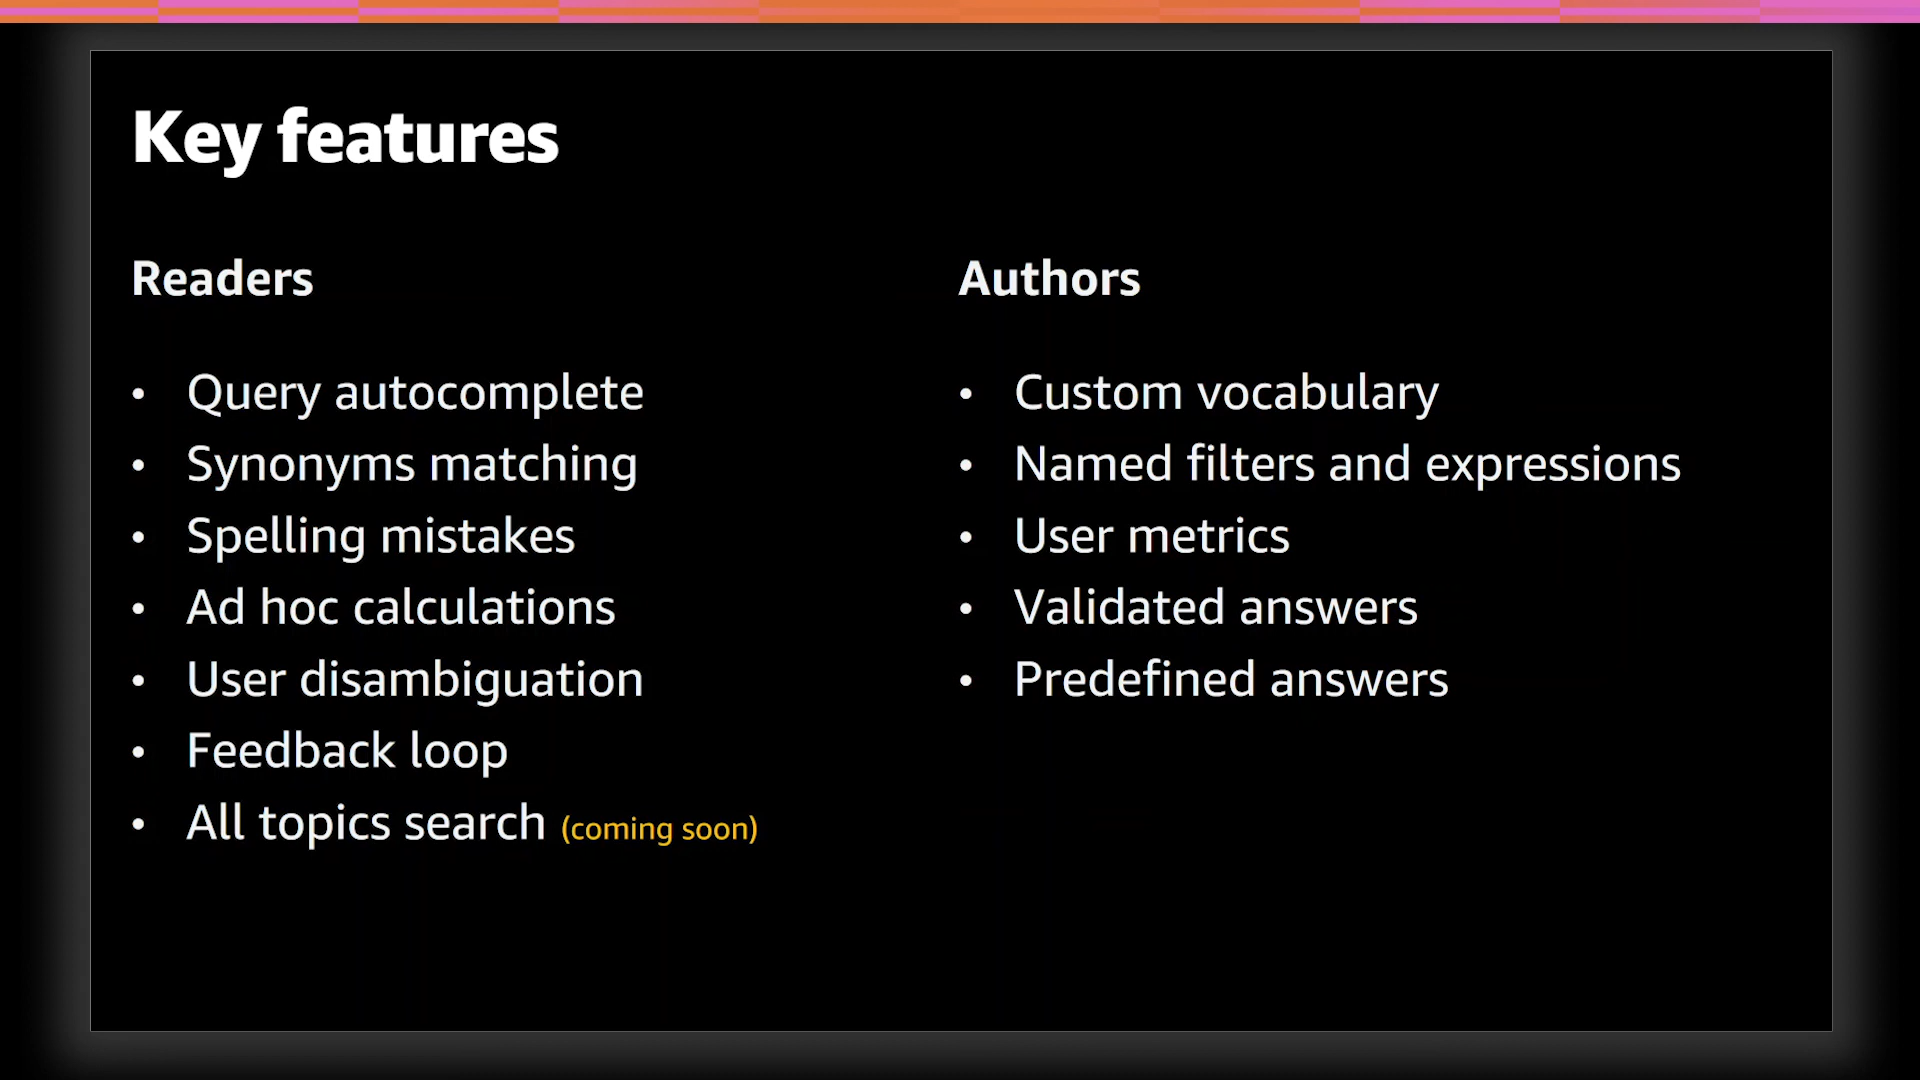 Key features
Readers
• Query autocomplete
• Synonyms matching
• Spelling mistakes
• Ad hoc calculations
• User disambiguation
• Feedback loop
• All topics search (coming soon)
Authors
• Custom vocabulary
• Named filters and expressions
• User metrics
• Validated answers
• Predefined answers